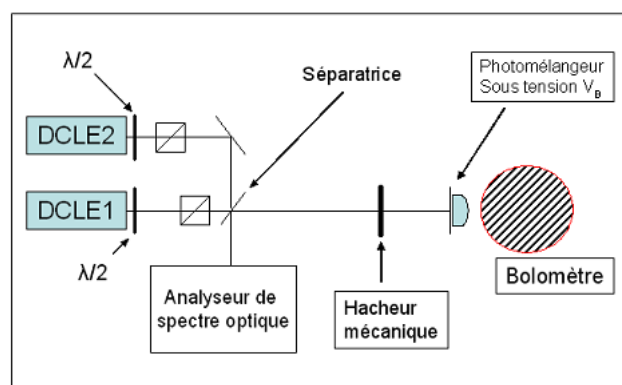 λ/2
Séparatrice
Photomélangeur
Sous tension V_B
DCLE2
DCLE1
λ/2
Analyseur de
spectre optique
Hacheur
mécanique
Bolomètre